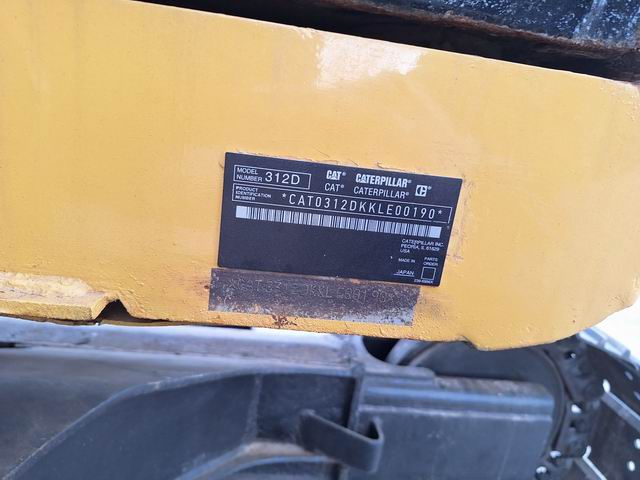 MODEL NUMBER 312D
CAT® CATERPILLAR®
CAT® CATERPILLAR®
PRODUCT IDENTIFICATION NUMBER
*CAT0312DKKLE00190*
CATERPILLAR INC.
PEORIA, IL 61629
USA
MADE IN
PARTS ORDER
JAPAN